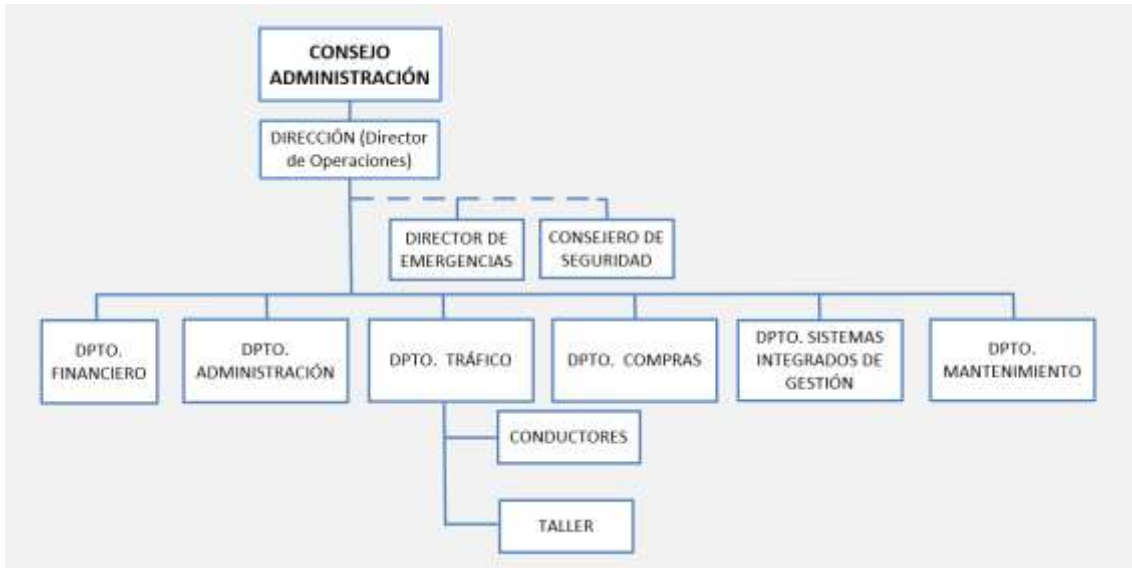 CONSEJO
ADMINISTRACIÓN
DIRECCIÓN (Director
de Operaciones)
DIRECTOR DE
EMERGENCIAS
CONSEJERO DE
SEGURIDAD
DPTO.
FINANCIERO
DPTO.
ADMINISTRACIÓN
DPTO. TRÁFICO
DPTO. COMPRAS
DPTO. SISTEMAS
INTEGRADOS DE
GESTIÓN
DPTO.
MANTENIMIENTO
CONDUCTORES
TALLER